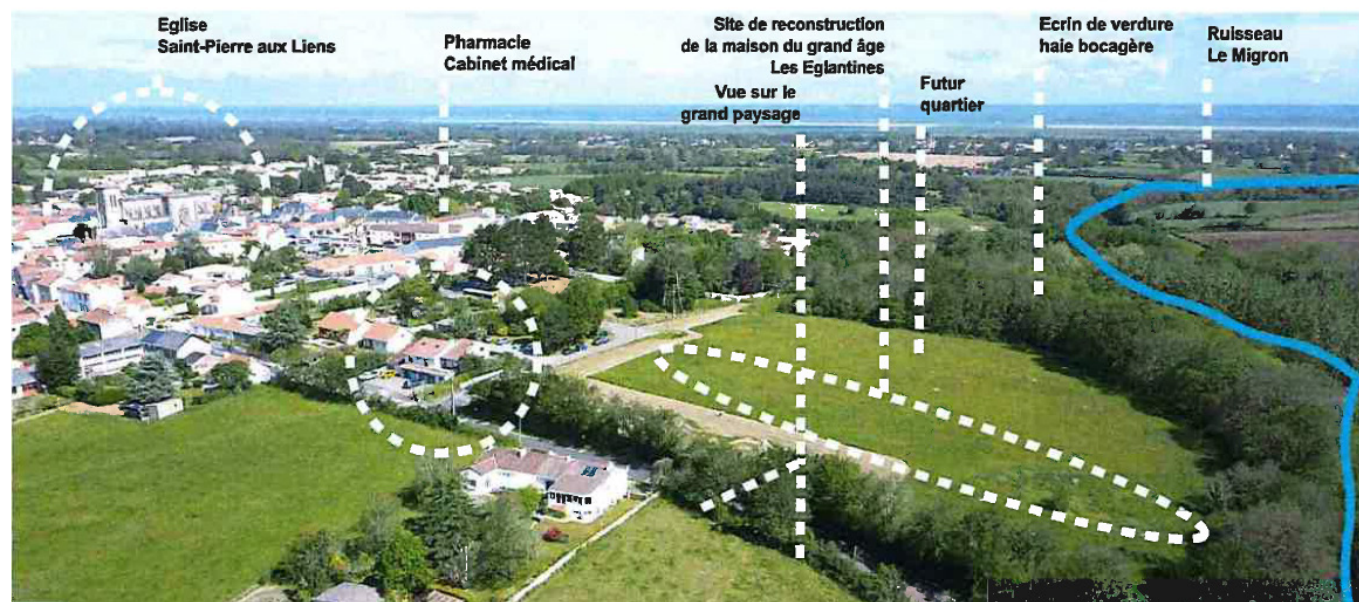 Eglise
Saint-Pierre aux Liens
Pharmacie
Cabinet médical
Site de reconstruction
de la maison du grand âge
Les Eglantines
Vue sur le
grand paysage
Futur
quartier
Ecrin de verdure
haie bocagère
Ruisseau
Le Migron